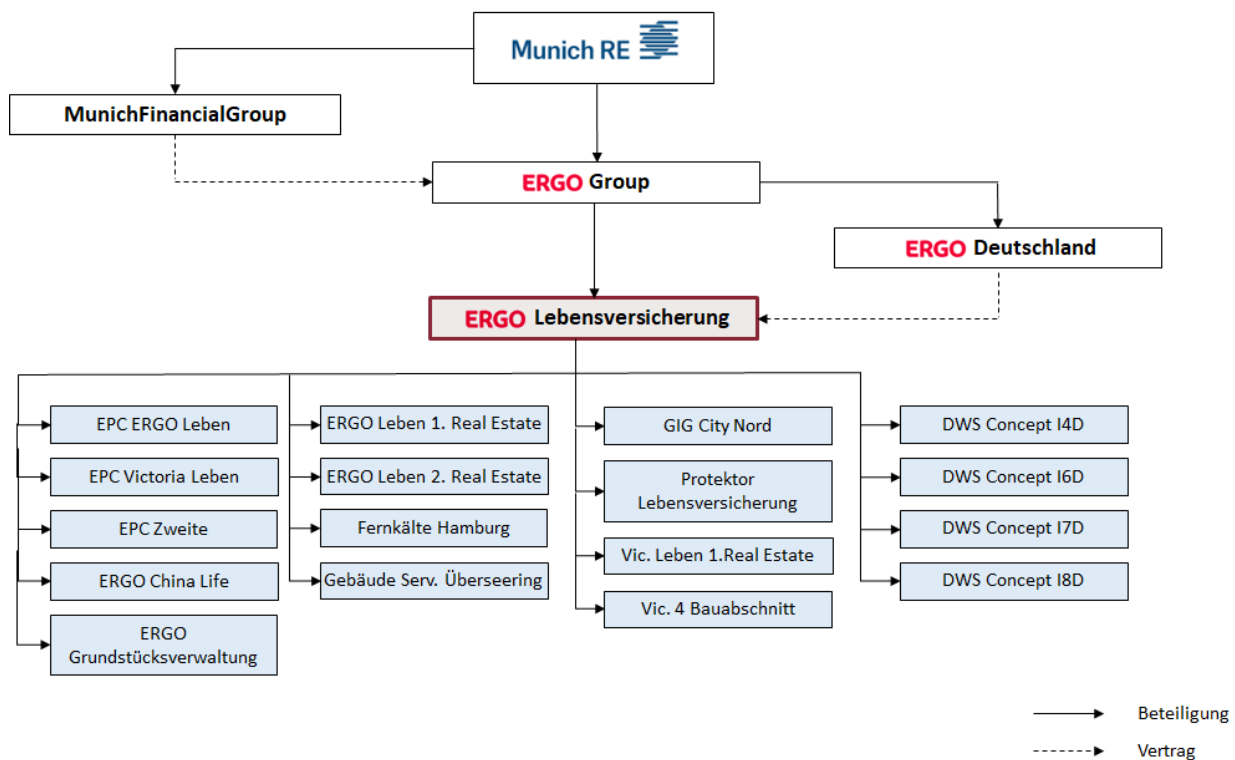 Munich RE
MunichFinancialGroup
ERGO Group
ERGO Deutschland
ERGO Lebensversicherung
EPC ERGO Leben
EPC Victoria Leben
EPC Zweite
ERGO China Life
ERGO
Grundstücksverwaltung
ERGO Leben 1. Real Estate
ERGO Leben 2. Real Estate
Fernkälte Hamburg
Gebäude Serv. Überseering
GIG City Nord
Protektor
Lebensversicherung
Vic. Leben 1.Real Estate
Vic. 4 Bauabschnitt
DWS Concept I4D
DWS Concept I6D
DWS Concept I7D
DWS Concept I8D
Beteiligung
Vertrag